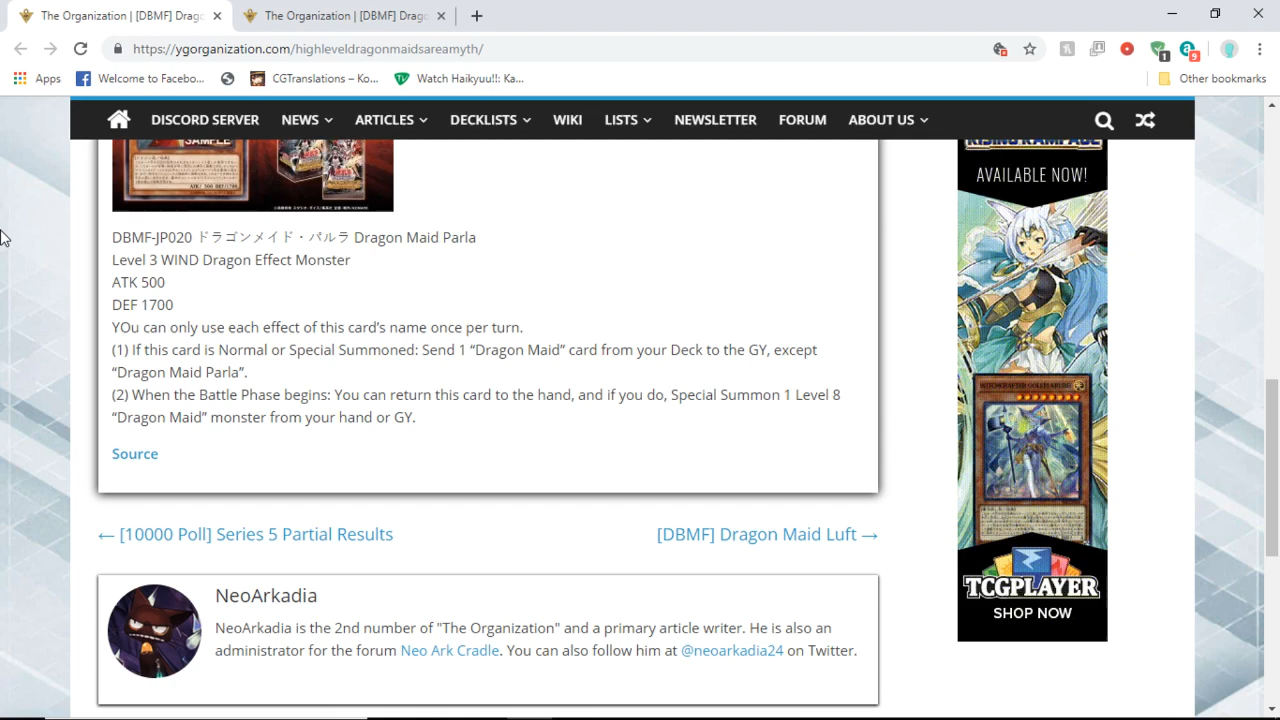 The Organization | [DBMF] Drag
The Organization | [DBMF] Drag
https://ygorganization.com/highleveldragonmaidsareamyth/
1
9
Apps
Welcome to Facebo...
CGTranslations – Ko...
Watch Haikyuu!!: Ka...
Other bookmarks
DISCORD SERVER NEWS ARTICLES DECKLISTS WIKI LISTS NEWSLETTER FORUM ABOUT US
SAMPLE
ATK/ 500 DEF/1700
RISING RAMPAGE
AVAILABLE NOW!
DBMF-JP020 ドラゴンメイド・パルラ Dragon Maid Parla
Level 3 WIND Dragon Effect Monster
ATK 500
DEF 1700
YOu can only use each effect of this card’s name once per turn.
(1) If this card is Normal or Special Summoned: Send 1 “Dragon Maid” card from your Deck to the GY, except
“Dragon Maid Parla”.
(2) When the Battle Phase begins: You can return this card to the hand, and if you do, Special Summon 1 Level 8
“Dragon Maid” monster from your hand or GY.
Source
← [10000 Poll] Series 5 Partial Results
[DBMF] Dragon Maid Luft →
NeoArkadia
NeoArkadia is the 2nd number of "The Organization" and a primary article writer. He is also an
administrator for the forum Neo Ark Cradle. You can also follow him at @neoarkadia24 on Twitter.
TCGPLAYER
SHOP NOW